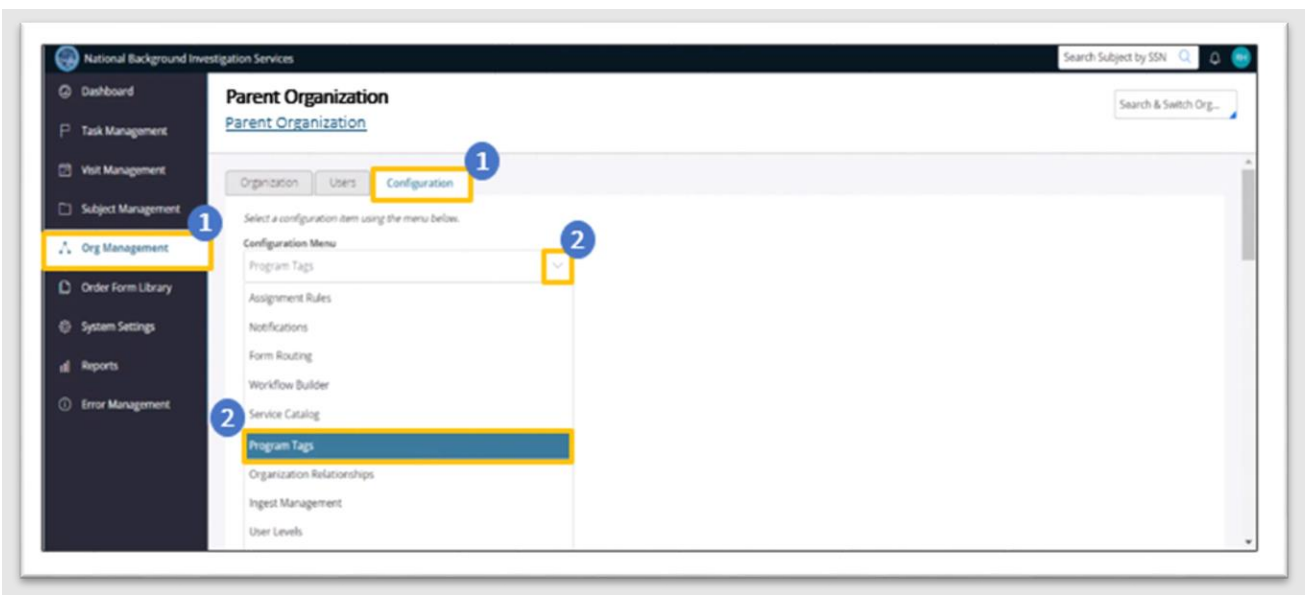 National Background Investigation Services
Search Subject by SSN
Dashboard
Task Management
Visit Management
Subject Management
1
Org Management
Order Form Library
System Settings
Reports
Error Management
Parent Organization
Parent Organization
Search & Switch Org...
Organization Users Configuration
1
Select a configuration item using the menu below.
Configuration Menu
2
Program Tags
Assignment Rules
Notifications
Form Routing
Workflow Builder
Service Catalog
2
Program Tags
Organization Relationships
Ingest Management
User Levels